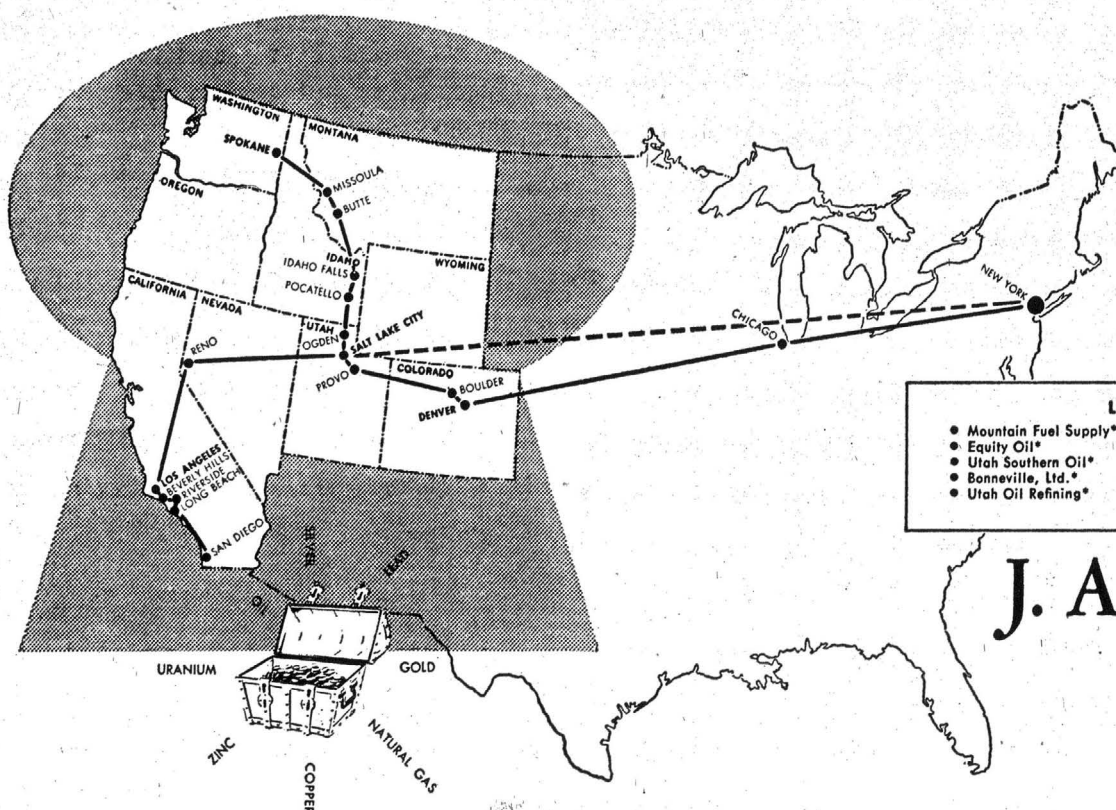 WASHINGTON
MONTANA
SPOKANE
MISSOULA
OREGON
BUTTE
IDAHO
IDAHO FALLS
WYOMING
POCATELLO
CALIFORNIA
NEVADA
UTAH
OGDEN
SALT LAKE CITY
NEW YORK
CHICAGO
RENO
PROVO
COLORADO
BOULDER
DENVER
L
● Mountain Fuel Supply*
● Equity Oil*
● Utah Southern Oil*
● Bonneville, Ltd.*
● Utah Oil Refining*
LOS ANGELES
BEVERLY HILLS
RIVERSIDE
LONG BEACH
SAN DIEGO
J. A
SILVER
LEAD
OIL
URANIUM
GOLD
ZINC
NATURAL GAS
COPPER